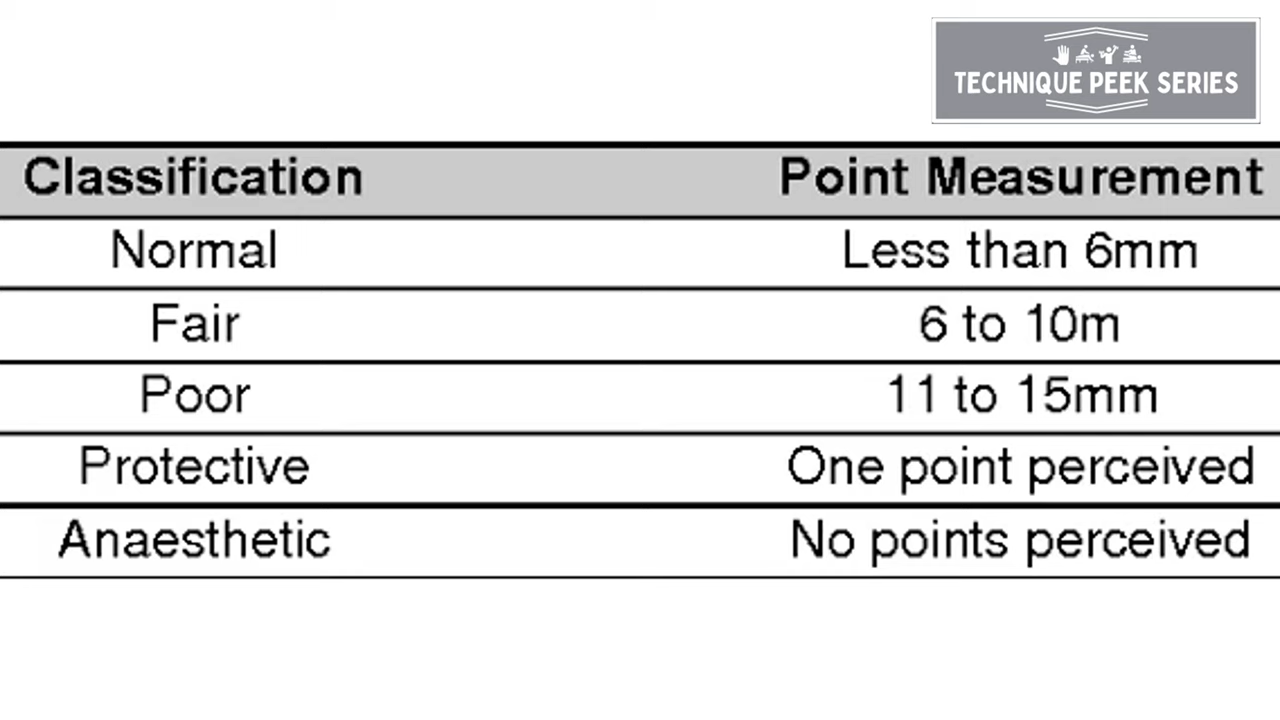 TECHNIQUE PEEK SERIES
Classification Point Measurement
Normal Less than 6mm
Fair 6 to 10m
Poor 11 to 15mm
Protective One point perceived
Anaesthetic No points perceived